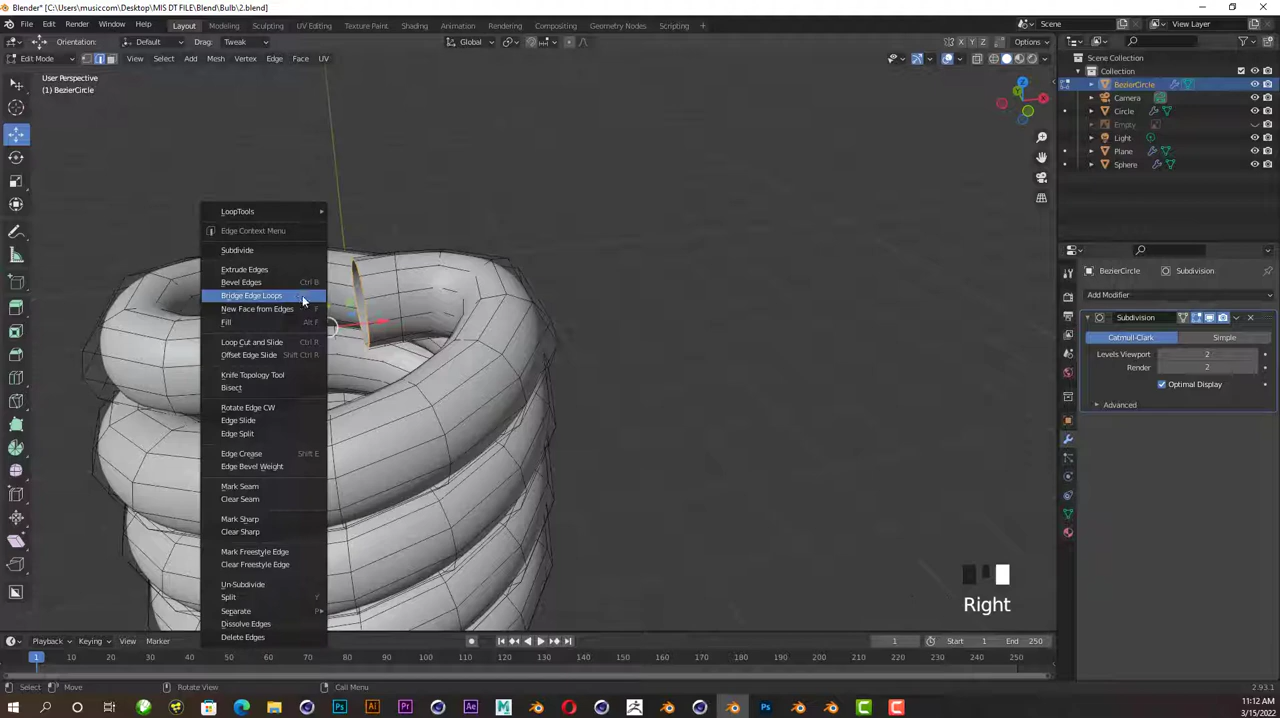 Blender* [C:\Users\musiccom\Desktop\MIS DT FILE\Blend\Bulb\2.blend]
File Edit Render Window Help Layout Modeling Sculpting UV Editing Texture Paint Shading Animation Rendering Compositing Geometry Nodes Scripting Scene View Layer
Orientation: Default Drag: Tweak Global X Y Z Options
Edit Mode View Select Add Mesh Vertex Edge Face UV
User Perspective
(1) BezierCircle
Scene Collection
Collection
BezierCircle
Camera
Circle
Empty
Light
Plane
Sphere
LoopTools
Edge Context Menu
Subdivide
Extrude Edges
Bevel Edges Ctrl B
Bridge Edge Loops
New Face from Edges F
Fill Alt F
Loop Cut and Slide Ctrl R
Offset Edge Slide Shift Ctrl R
Knife Topology Tool
Bisect
Rotate Edge CW
Edge Slide
Edge Split
Edge Crease Shift E
Edge Bevel Weight
Mark Seam
Clear Seam
Mark Sharp
Clear Sharp
Mark Freestyle Edge
Clear Freestyle Edge
Un-Subdivide
Split Y
Separate P
Dissolve Edges
Delete Edges
BezierCircle Subdivision
Add Modifier
Subdivision
Catmull-Clark Simple
Levels Viewport 2
Render 2
Optimal Display
Advanced
Right
Playback Keying View Marker 1 Start 1 End 250
1 10 20 30 40 50 60 70 80 90 100 110 120 130 140 150 160 170 180 190 200 210 220 230 240 250
Select Move Rotate View Call Menu 2.93.1
11:12 AM
3/15/2022